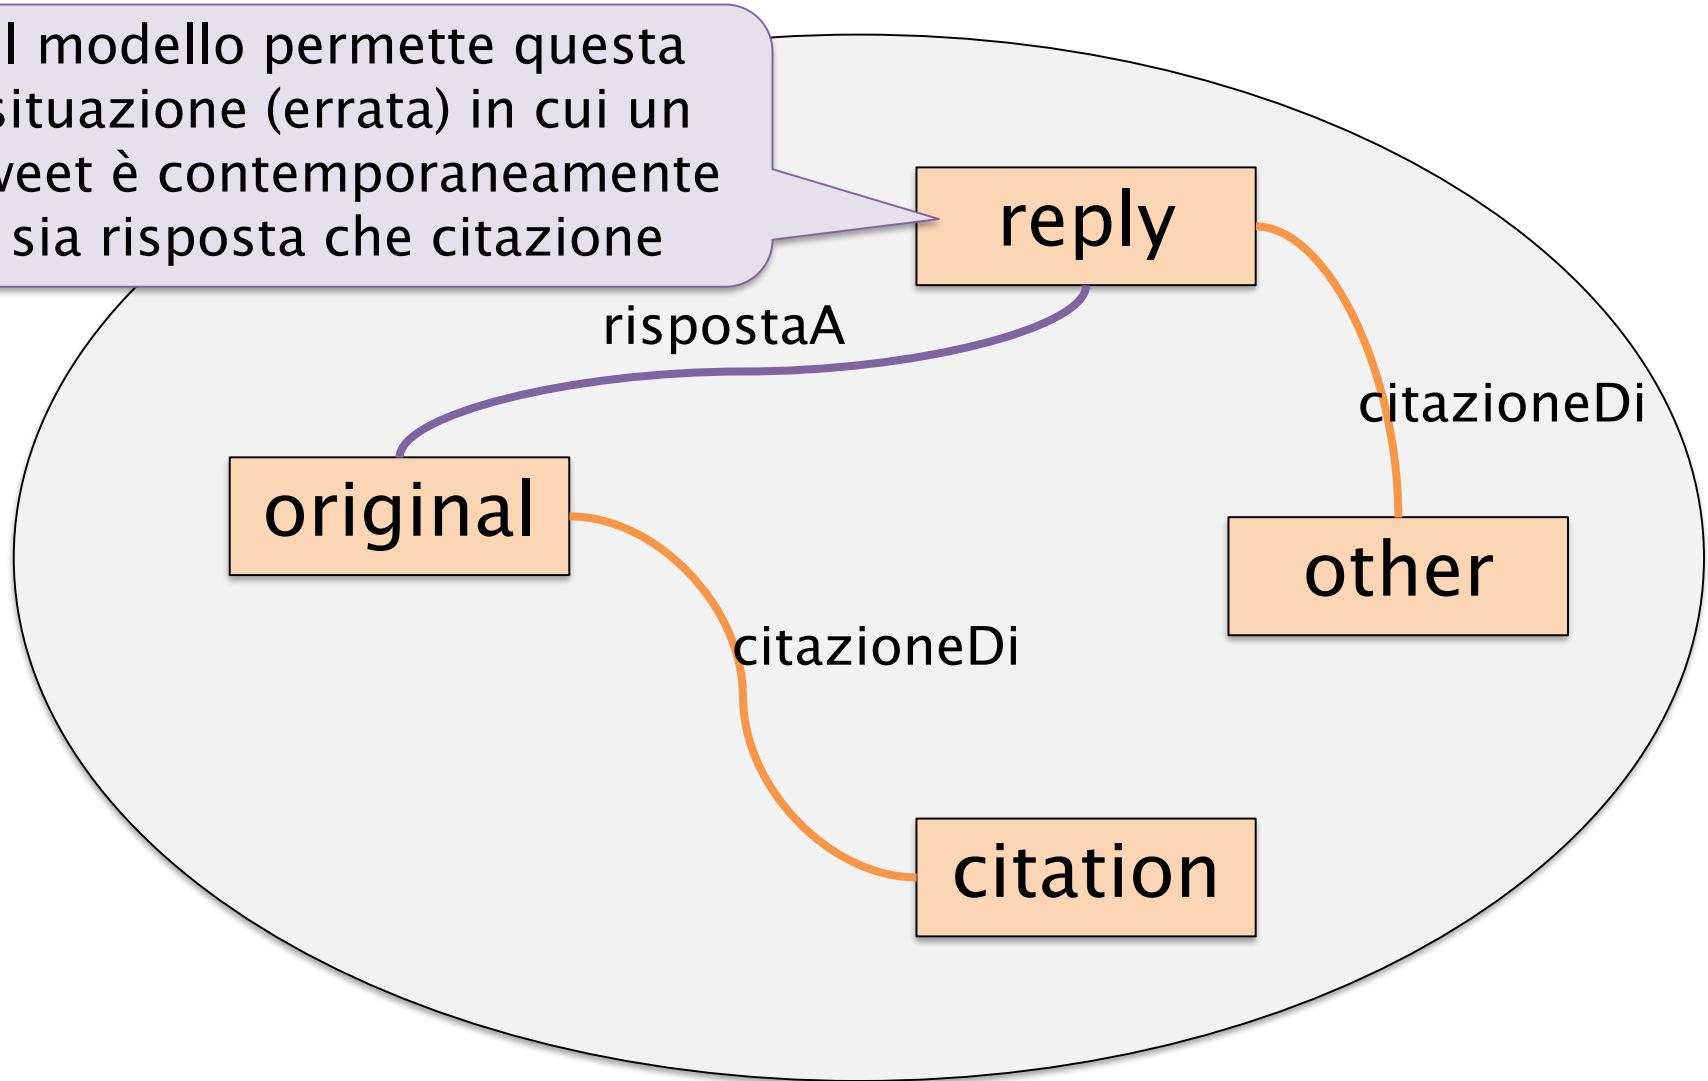 l modello permette questa
situazione (errata) in cui un
weet è contemporaneamente
sia risposta che citazione
reply
rispostaA
citazioneDi
original
other
citazioneDi
citation